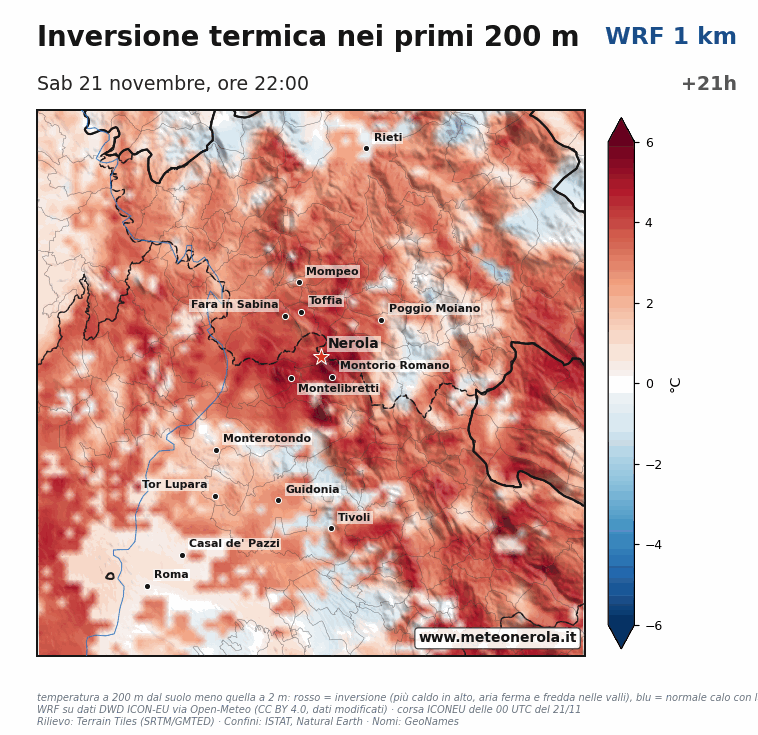 Inversione termica nei primi 200 m
WRF 1 km
Sab 21 novembre, ore 22:00
+21h
Rieti
Mompeo
Fara in Sabina
Toffia
Poggio Moiano
Nerola
Montorio Romano
Montelibretti
Monterotondo
Tor Lupara
Guidonia
Tivoli
Casal de' Pazzi
Roma
www.meteonerola.it
6
4
2
0
−2
−4
−6
°C
temperatura a 200 m dal suolo meno quella a 2 m: rosso = inversione (più caldo in alto, aria ferma e fredda nelle valli), blu = normale calo con l
WRF su dati DWD ICON-EU via Open-Meteo (CC BY 4.0, dati modificati) · corsa ICONEU delle 00 UTC del 21/11
Rilievo: Terrain Tiles (SRTM/GMTED) · Confini: ISTAT, Natural Earth · Nomi: GeoNames